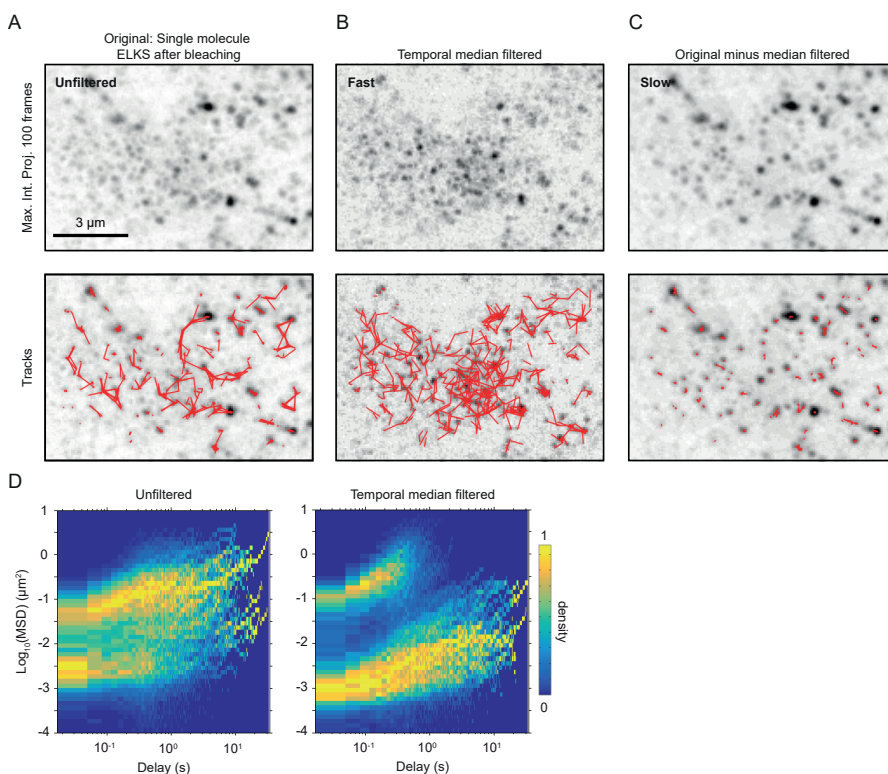 A
B
C
Original: Single molecule
ELKS after bleaching
Temporal median filtered
Original minus median filtered
Max. Int. Proj. 100 frames
Unfiltered
Fast
Slow
3 µm
Tracks
D
Unfiltered
Temporal median filtered
Log10(MSD) (µm²)
1
0
-1
-2
-3
-4
10⁻¹
10⁰
10¹
Delay (s)
1
0
-1
-2
-3
-4
10⁻¹
10⁰
10¹
Delay (s)
1
density
0